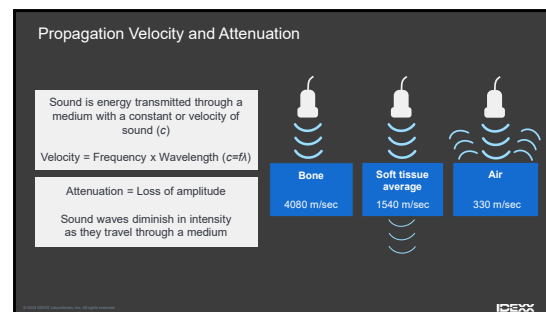 Propagation Velocity and Attenuation
Sound is energy transmitted through a
medium with a constant or velocity of
sound (c)
Velocity = Frequency x Wavelength (c=fλ)
Attenuation = Loss of amplitude
Sound waves diminish in intensity
as they travel through a medium
Bone
4080 m/sec
Soft tissue
average
1540 m/sec
Air
330 m/sec
IDEXX